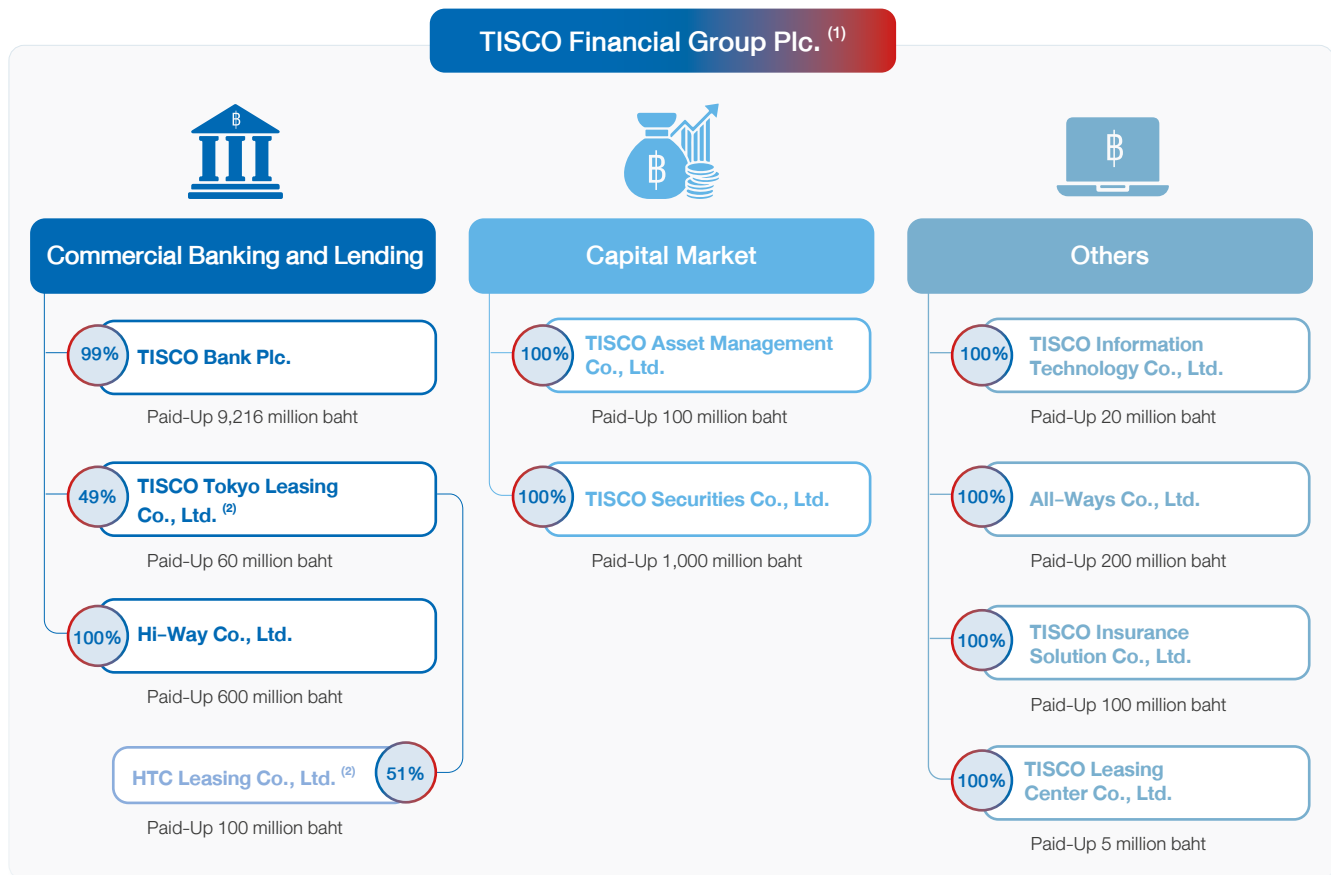 TISCO Financial Group Plc. (1)
฿
Commercial Banking and Lending
99%
TISCO Bank Plc.
Paid-Up 9,216 million baht
49%
TISCO Tokyo Leasing
Co., Ltd. (2)
Paid-Up 60 million baht
100%
Hi-Way Co., Ltd.
Paid-Up 600 million baht
HTC Leasing Co., Ltd. (2)
51%
Paid-Up 100 million baht
฿
Capital Market
100%
TISCO Asset Management
Co., Ltd.
Paid-Up 100 million baht
100%
TISCO Securities Co., Ltd.
Paid-Up 1,000 million baht
฿
Others
100%
TISCO Information
Technology Co., Ltd.
Paid-Up 20 million baht
100%
All-Ways Co., Ltd.
Paid-Up 200 million baht
100%
TISCO Insurance
Solution Co., Ltd.
Paid-Up 100 million baht
100%
TISCO Leasing
Center Co., Ltd.
Paid-Up 5 million baht